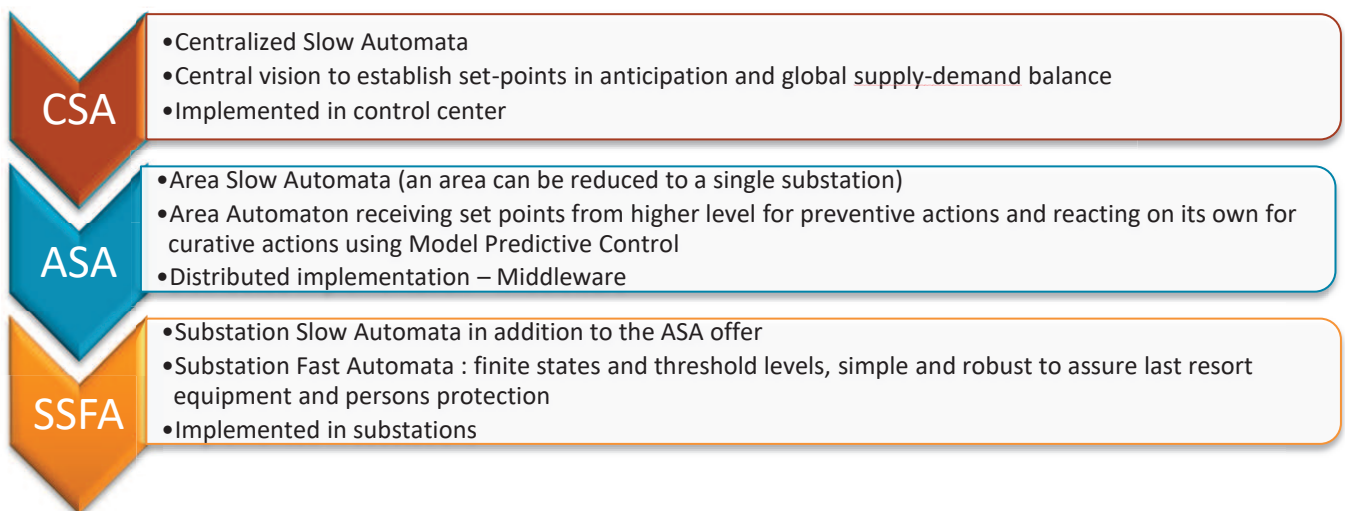 CSA
•Centralized Slow Automata
•Central vision to establish set-points in anticipation and global supply-demand balance
•Implemented in control center
ASA
•Area Slow Automata (an area can be reduced to a single substation)
•Area Automaton receiving set points from higher level for preventive actions and reacting on its own for
curative actions using Model Predictive Control
•Distributed implementation – Middleware
SSFA
•Substation Slow Automata in addition to the ASA offer
•Substation Fast Automata : finite states and threshold levels, simple and robust to assure last resort
equipment and persons protection
•Implemented in substations